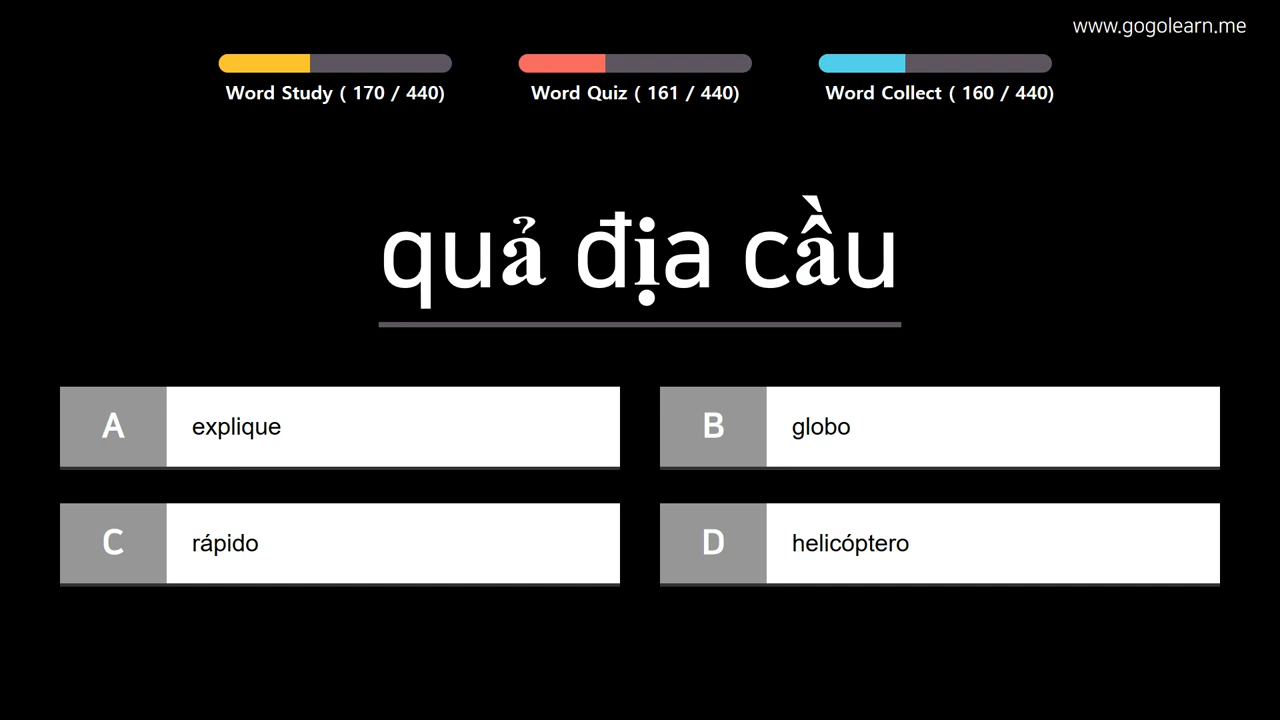 www.gogolearn.me
Word Study ( 170 / 440)
Word Quiz ( 161 / 440)
Word Collect ( 160 / 440)
quả địa cầu
A explique
B globo
C rápido
D helicóptero